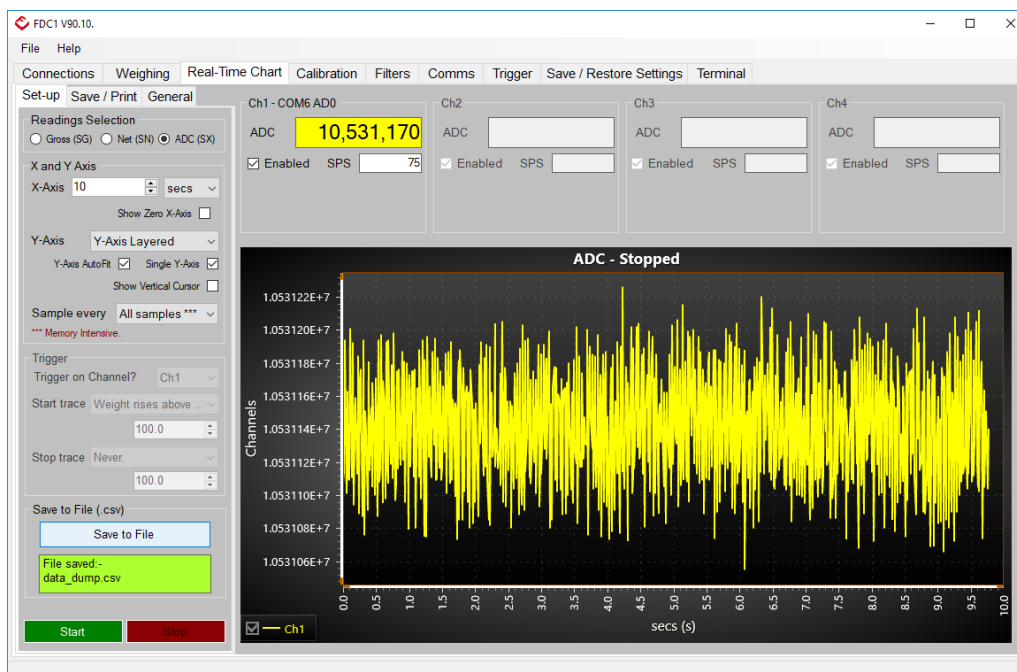 FDC1 V90.10.
File Help
Connections Weighing Real-Time Chart Calibration Filters Comms Trigger Save / Restore Settings Terminal
Set-up Save / Print General
Readings Selection
Gross (SG) Net (SN) ADC (SX)
X and Y Axis
X-Axis 10 secs
Show Zero X-Axis
Y-Axis Y-Axis Layered
Y-Axis AutoFit Single Y-Axis
Show Vertical Cursor
Sample every All samples ***
*** Memory Intensive.
Trigger
Trigger on Channel? Ch1
Start trace Weight rises above ..
100.0
Stop trace Never.
100.0
Save to File (.csv)
Save to File
File saved:-
data_dump.csv
Start Stop
Ch1 - COM6 AD0
ADC 10,531,170
Enabled SPS 75
Ch2
ADC
Enabled SPS
Ch3
ADC
Enabled SPS
Ch4
ADC
Enabled SPS
ADC - Stopped
Channels
1.053122E+7
1.053120E+7
1.053118E+7
1.053116E+7
1.053114E+7
1.053112E+7
1.053110E+7
1.053108E+7
1.053106E+7
0.0 0.5 1.0 1.5 2.0 2.5 3.0 3.5 4.0 4.5 5.0 5.5 6.0 6.5 7.0 7.5 8.0 8.5 9.0 9.5 10.0
secs (s)
Ch1